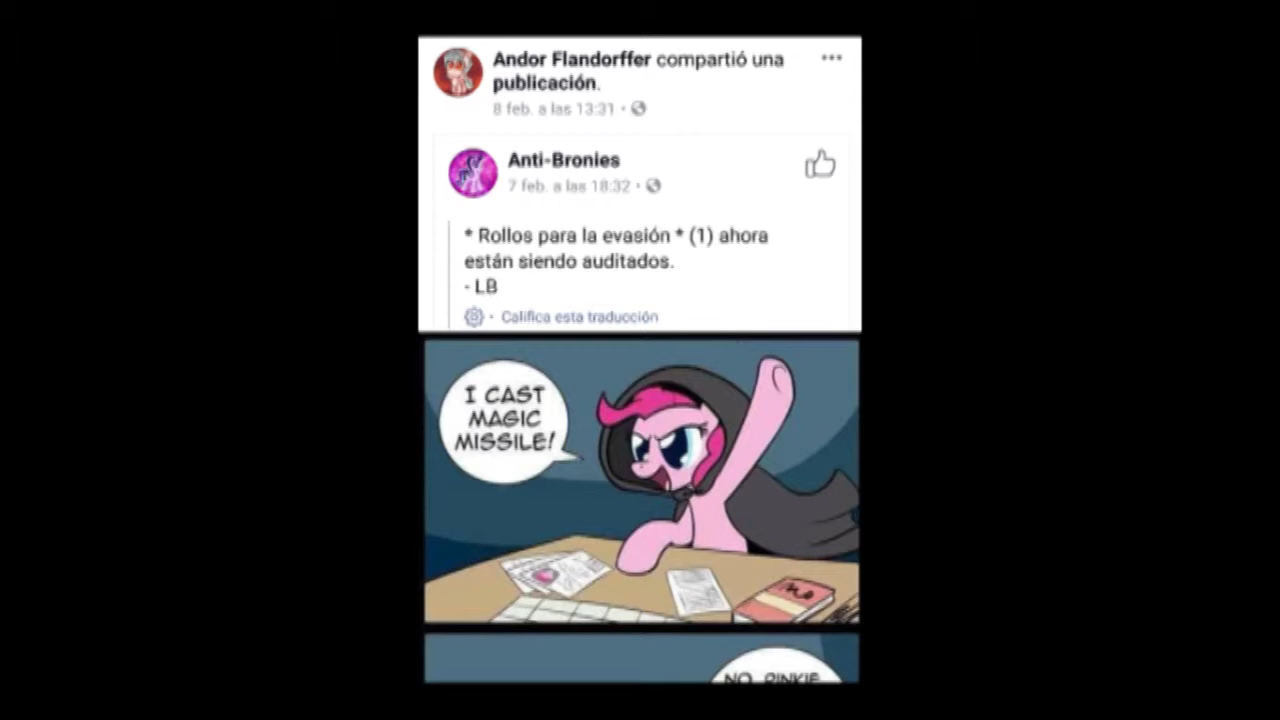 Andor Flandorffer compartió una
publicación.
8 feb. a las 13:31 •
Anti-Bronies
7 feb. a las 18:32 •
* Rollos para la evasión * (1) ahora
están siendo auditados.
- LB
• Califica esta traducción
I CAST
MAGIC
MISSILE!
NO, PINKIE